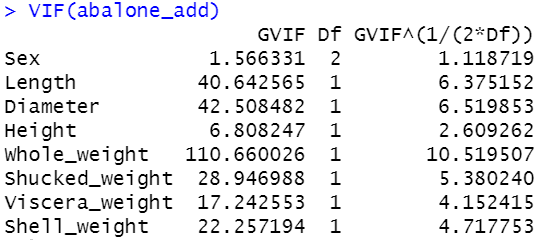 > VIF(abalone_add)
GVIF Df GVIF^(1/(2*Df))
Sex 1.566331 2 1.118719
Length 40.642565 1 6.375152
Diameter 42.508482 1 6.519853
Height 6.808247 1 2.609262
Whole_weight 110.660026 1 10.519507
Shucked_weight 28.946988 1 5.380240
Viscera_weight 17.242553 1 4.152415
Shell_weight 22.257194 1 4.717753